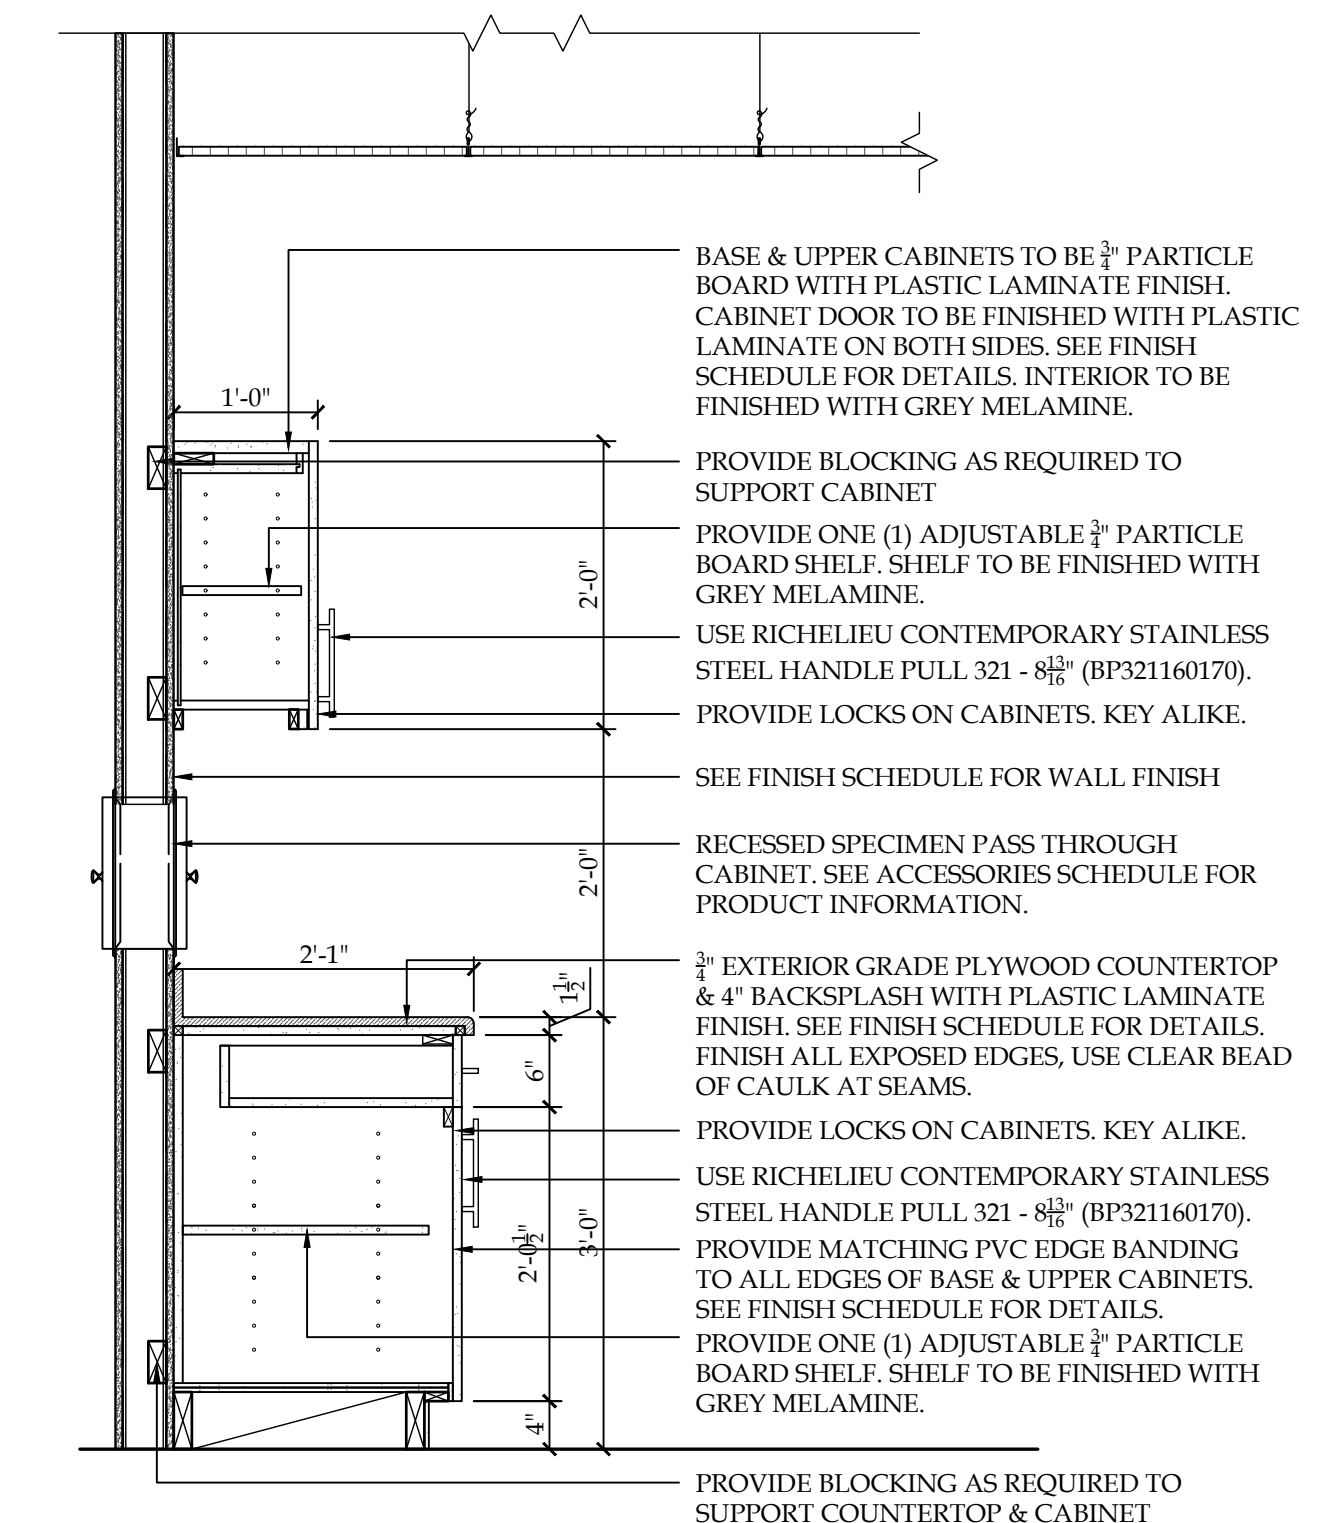 BASE & UPPER CABINETS TO BE 3/4" PARTICLE
BOARD WITH PLASTIC LAMINATE FINISH.
CABINET DOOR TO BE FINISHED WITH PLASTIC
LAMINATE ON BOTH SIDES. SEE FINISH
SCHEDULE FOR DETAILS. INTERIOR TO BE
FINISHED WITH GREY MELAMINE.
1'-0"
PROVIDE BLOCKING AS REQUIRED TO
SUPPORT CABINET
PROVIDE ONE (1) ADJUSTABLE 3/4" PARTICLE
BOARD SHELF. SHELF TO BE FINISHED WITH
GREY MELAMINE.
2'-0"
USE RICHELIEU CONTEMPORARY STAINLESS
STEEL HANDLE PULL 321 - 8 13/16" (BP321160170).
PROVIDE LOCKS ON CABINETS. KEY ALIKE.
SEE FINISH SCHEDULE FOR WALL FINISH
RECESSED SPECIMEN PASS THROUGH
CABINET. SEE ACCESSORIES SCHEDULE FOR
PRODUCT INFORMATION.
2'-0"
2'-1"
3/4" EXTERIOR GRADE PLYWOOD COUNTERTOP
& 4" BACKSPLASH WITH PLASTIC LAMINATE
FINISH. SEE FINISH SCHEDULE FOR DETAILS.
FINISH ALL EXPOSED EDGES, USE CLEAR BEAD
OF CAULK AT SEAMS.
1 1/2"
6"
PROVIDE LOCKS ON CABINETS. KEY ALIKE.
USE RICHELIEU CONTEMPORARY STAINLESS
STEEL HANDLE PULL 321 - 8 13/16" (BP321160170).
PROVIDE MATCHING PVC EDGE BANDING
TO ALL EDGES OF BASE & UPPER CABINETS.
SEE FINISH SCHEDULE FOR DETAILS.
2'-0 1/2"
3'-0"
PROVIDE ONE (1) ADJUSTABLE 3/4" PARTICLE
BOARD SHELF. SHELF TO BE FINISHED WITH
GREY MELAMINE.
4"
PROVIDE BLOCKING AS REQUIRED TO
SUPPORT COUNTERTOP & CABINET